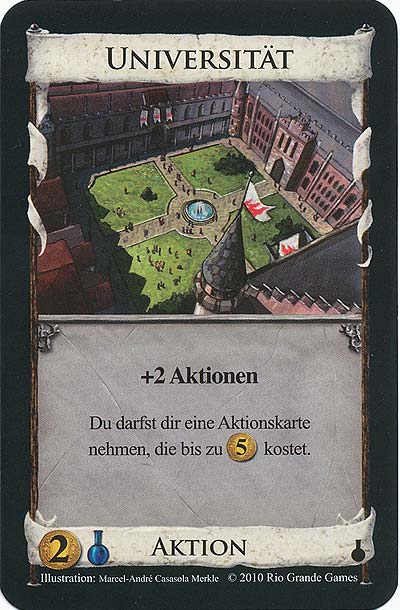 UNIVERSITÄT
+2 Aktionen
Du darfst dir eine Aktionskarte
nehmen, die bis zu 5 kostet.
2 AKTION
Illustration: Marcel-André Casasola Merkle © 2010 Rio Grande Games